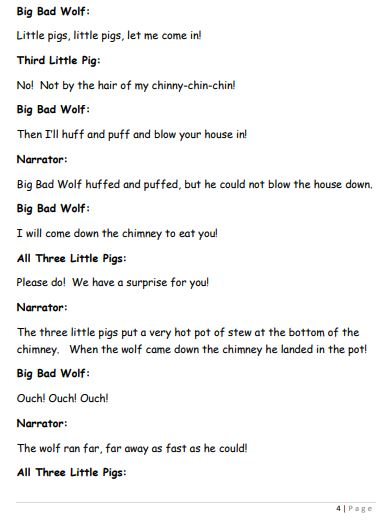 Big Bad Wolf:
Little pigs, little pigs, let me come in!
Third Little Pig:
No!  Not by the hair of my chinny-chin-chin!
Big Bad Wolf:
Then I'll huff and puff and blow your house in!
Narrator:
Big Bad Wolf huffed and puffed, but he could not blow the house down.
Big Bad Wolf:
I will come down the chimney to eat you!
All Three Little Pigs:
Please do!  We have a surprise for you!
Narrator:
The three little pigs put a very hot pot of stew at the bottom of the
chimney.   When the wolf came down the chimney he landed in the pot!
Big Bad Wolf:
Ouch! Ouch! Ouch!
Narrator:
The wolf ran far, far away as fast as he could!
All Three Little Pigs:
4 | Page